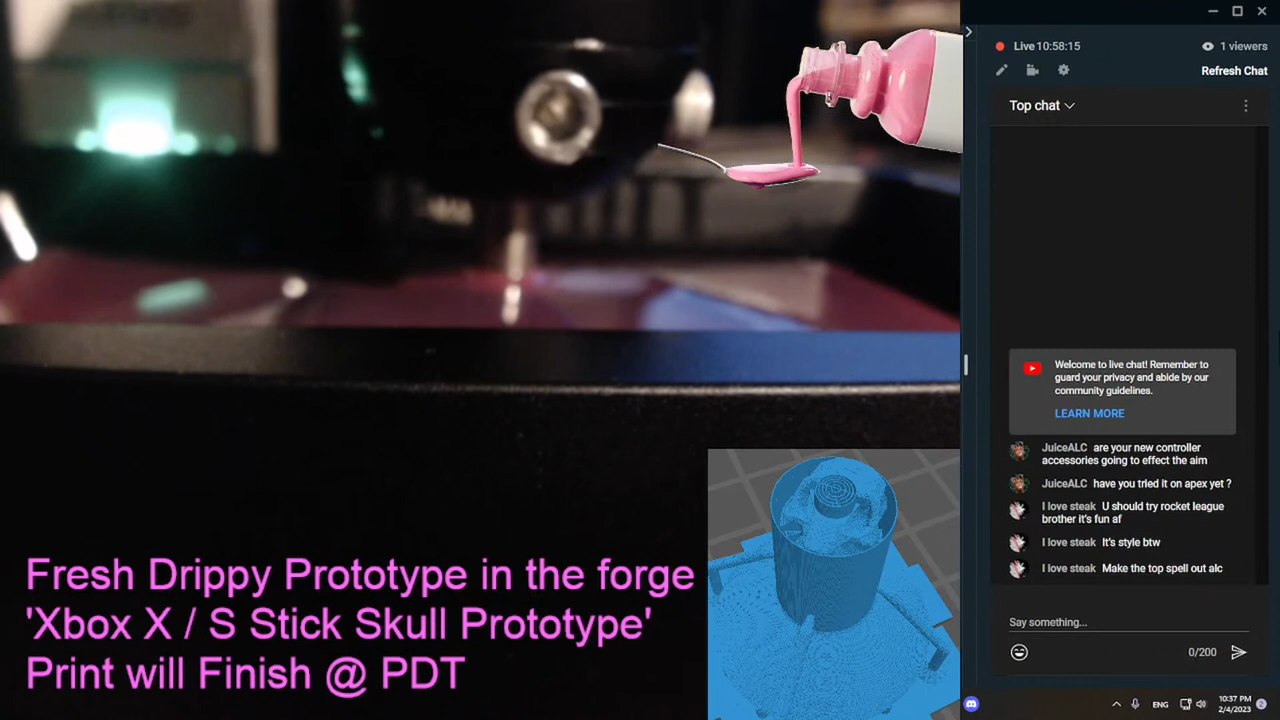 Live 10:58:15
1 viewers
Refresh Chat
Top chat
Welcome to live chat! Remember to
guard your privacy and abide by our
community guidelines.
LEARN MORE
JuiceALC are your new controller
accessories going to effect the aim
JuiceALC have you tried it on apex yet ?
I love steak U should try rocket league
brother it's fun af
I love steak It's style btw
I love steak Make the top spell out alc
Fresh Drippy Prototype in the forge
'Xbox X / S Stick Skull Prototype'
Print will Finish @ PDT
Say something...
0/200
ENG
10:37 PM
2/4/2023
2